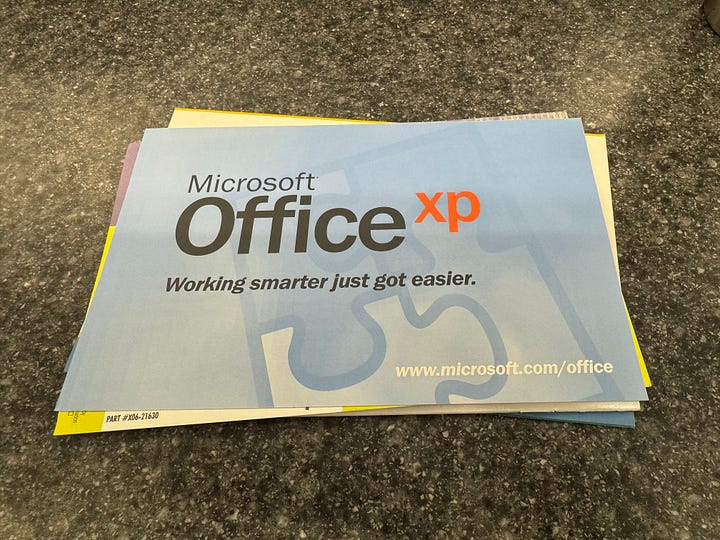 Microsoft
Office xp
Working smarter just got easier.
www.microsoft.com/office
PART #X06-21630